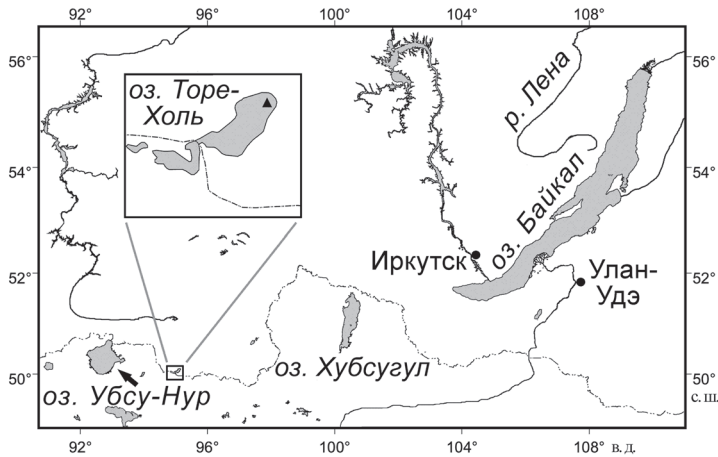 92° 96° 100° 104° 108°
56° 56°
оз. Торе-
Холь
р. Лена
54° 54°
оз. Байкал
Иркутск
Улан-
Удэ
52° 52°
оз. Хубсугул
50° 50°
оз. Убсу-Нур
с. ш.
92° 96° 100° 104° 108° в. д.